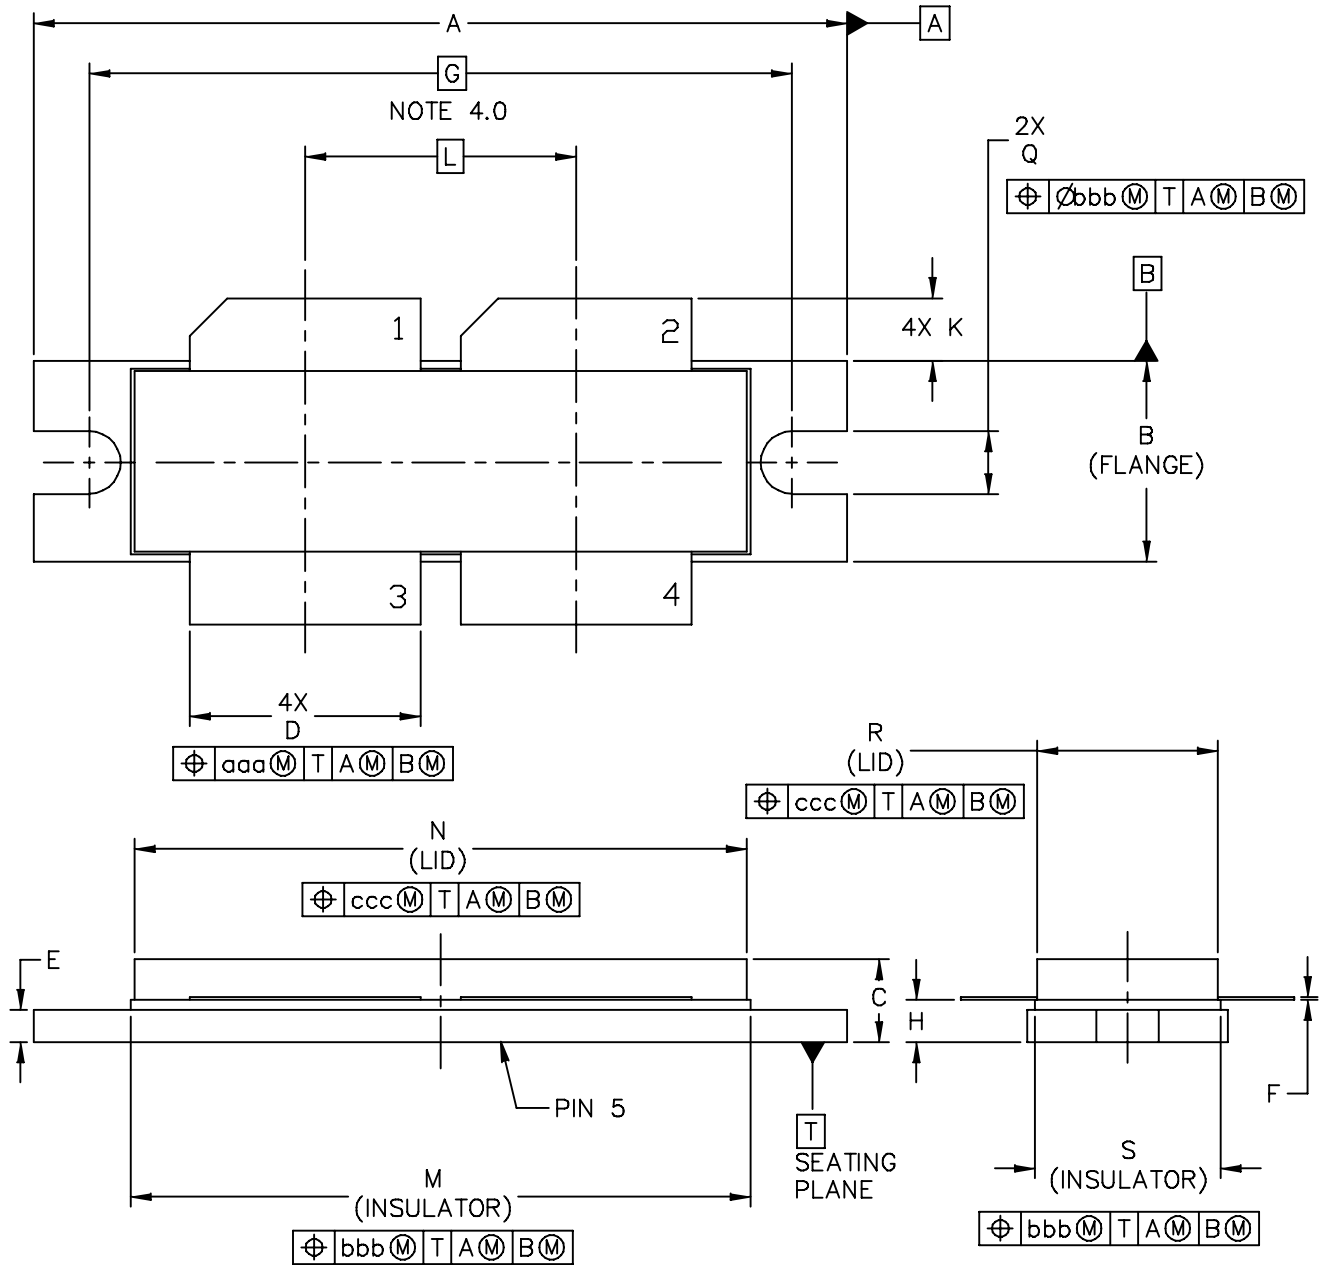 A
A
G
NOTE 4.0
L
2X
Q
⌖ Øbbb Ⓜ T A Ⓜ B Ⓜ
B
1
2
4X K
B
(FLANGE)
3
4
4X
D
⌖ aaa Ⓜ T A Ⓜ B Ⓜ
R
(LID)
⌖ ccc Ⓜ T A Ⓜ B Ⓜ
N
(LID)
⌖ ccc Ⓜ T A Ⓜ B Ⓜ
E
C
H
F
PIN 5
T
SEATING
PLANE
M
(INSULATOR)
⌖ bbb Ⓜ T A Ⓜ B Ⓜ
S
(INSULATOR)
⌖ bbb Ⓜ T A Ⓜ B Ⓜ